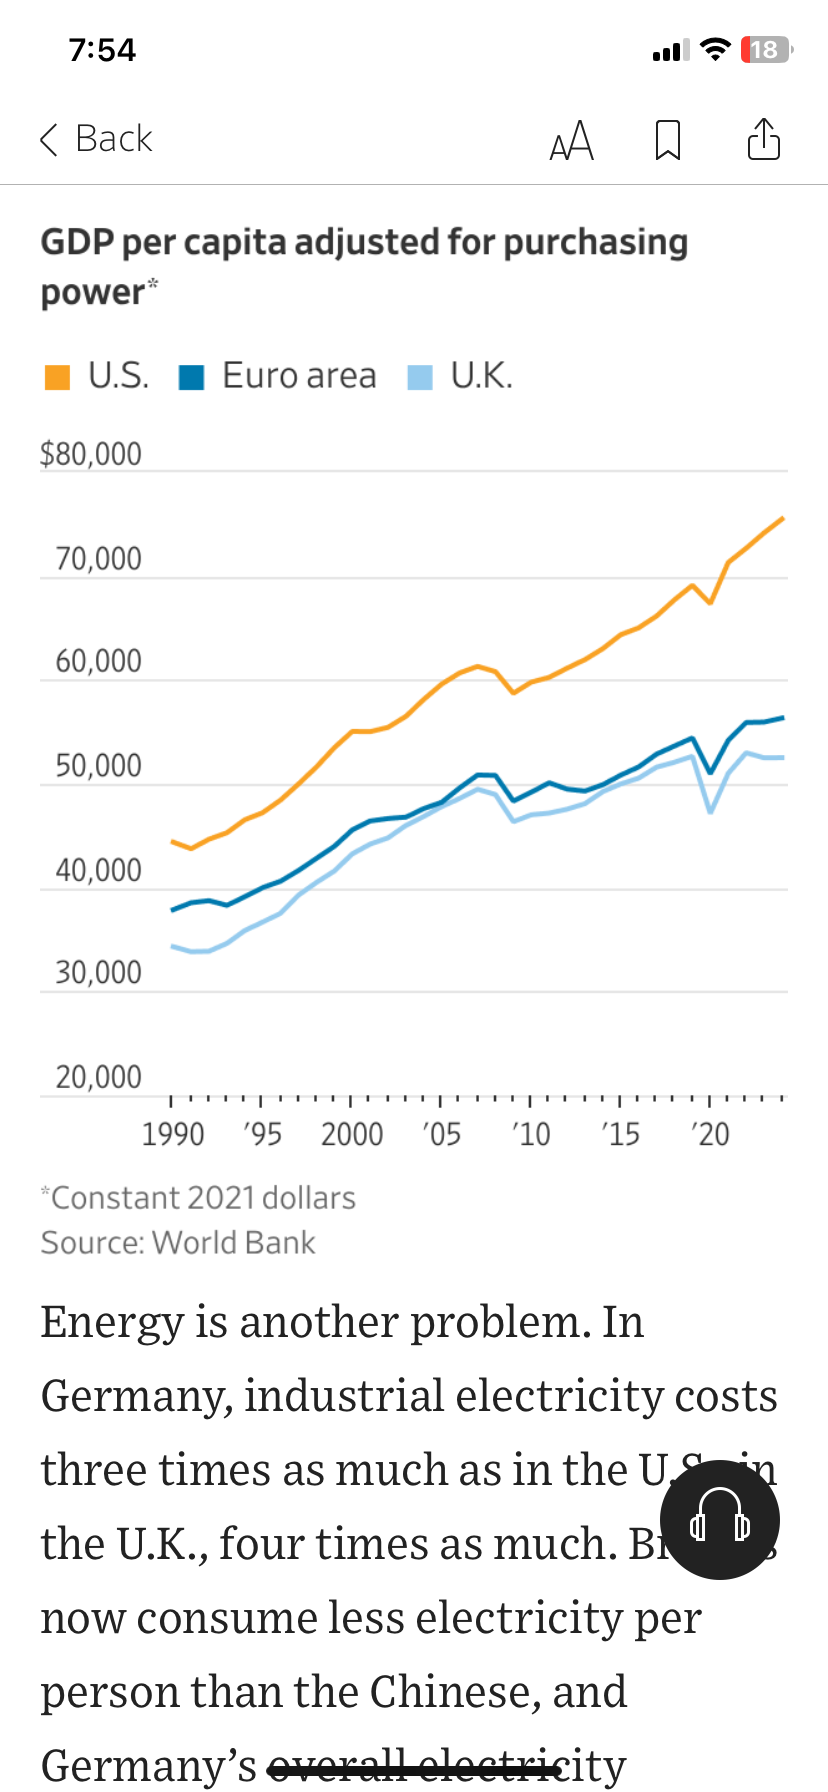 7:54
18
Back
AA
GDP per capita adjusted for purchasing
power*
U.S. Euro area U.K.
$80,000
70,000
60,000
50,000
40,000
30,000
20,000
1990 ’95 2000 ’05 ’10 ’15 ’20
*Constant 2021 dollars
Source: World Bank
Energy is another problem. In
Germany, industrial electricity costs
three times as much as in the in
the U.K., four times as much.
now consume less electricity per
person than the Chinese, and
Germany’s overall electricity